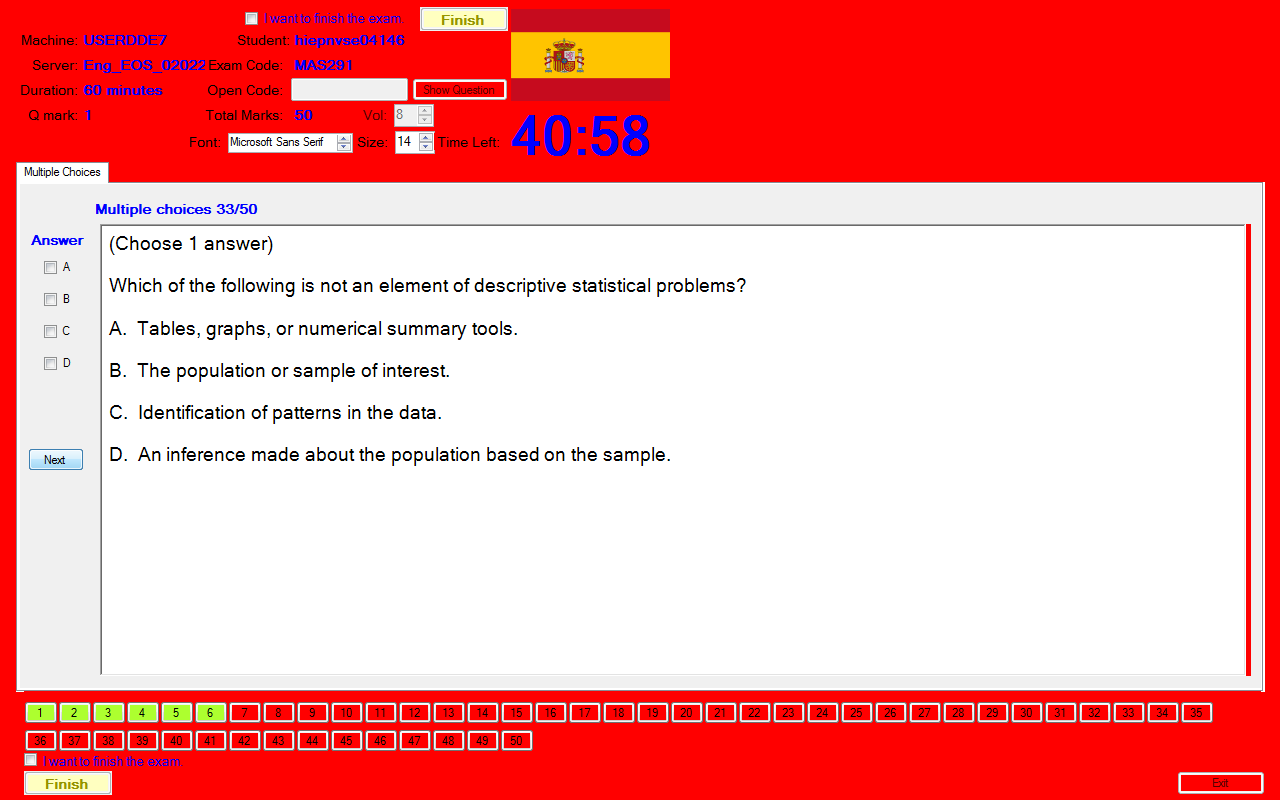 I want to finish the exam.
Finish
Machine: USERDDE7 Student: hiepnvse04146
Server: Eng_EOS_02022 Exam Code: MAS291
Duration: 60 minutes Open Code: Show Question
Q mark: 1 Total Marks: 50 Vol: 8
Font: Microsoft Sans Serif Size: 14 Time Left: 40:58
Multiple Choices
Multiple choices 33/50
Answer
A
B
C
D
Next
(Choose 1 answer)
Which of the following is not an element of descriptive statistical problems?
A. Tables, graphs, or numerical summary tools.
B. The population or sample of interest.
C. Identification of patterns in the data.
D. An inference made about the population based on the sample.
1 2 3 4 5 6 7 8 9 10 11 12 13 14 15 16 17 18 19 20 21 22 23 24 25 26 27 28 29 30 31 32 33 34 35
36 37 38 39 40 41 42 43 44 45 46 47 48 49 50
I want to finish the exam.
Finish
Exit